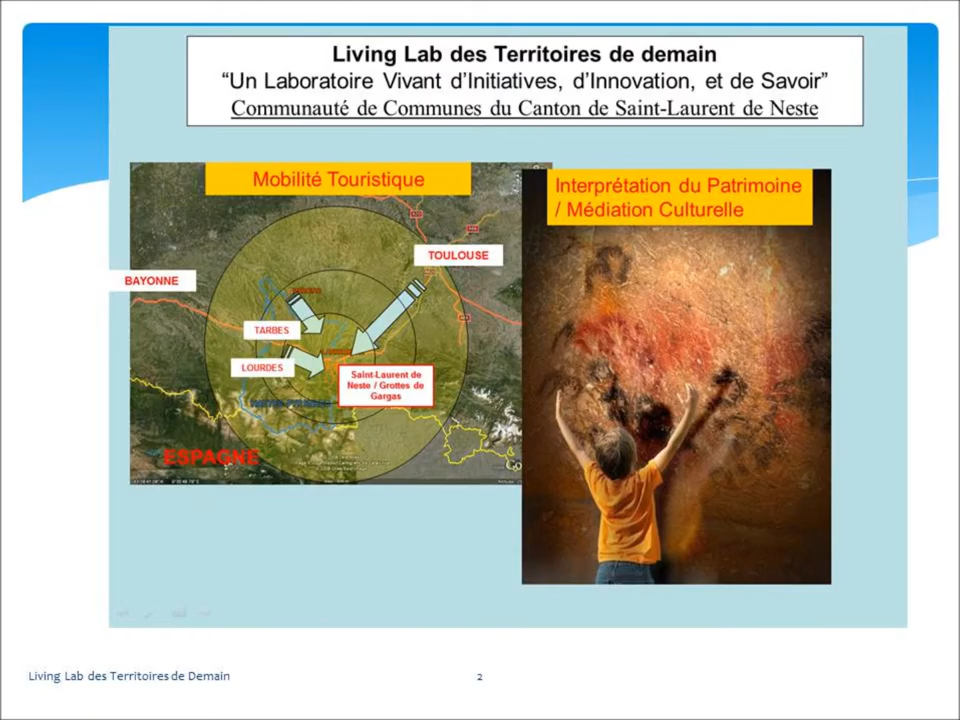 Living Lab des Territoires de demain
“Un Laboratoire Vivant d’Initiatives, d’Innovation, et de Savoir”
Communauté de Communes du Canton de Saint-Laurent de Neste
Mobilité Touristique
Interprétation du Patrimoine
/ Médiation Culturelle
TOULOUSE
BAYONNE
TARBES
LOURDES
Saint-Laurent de
Neste / Grottes de
Gargas
ESPAGNE
Living Lab des Territoires de Demain
2